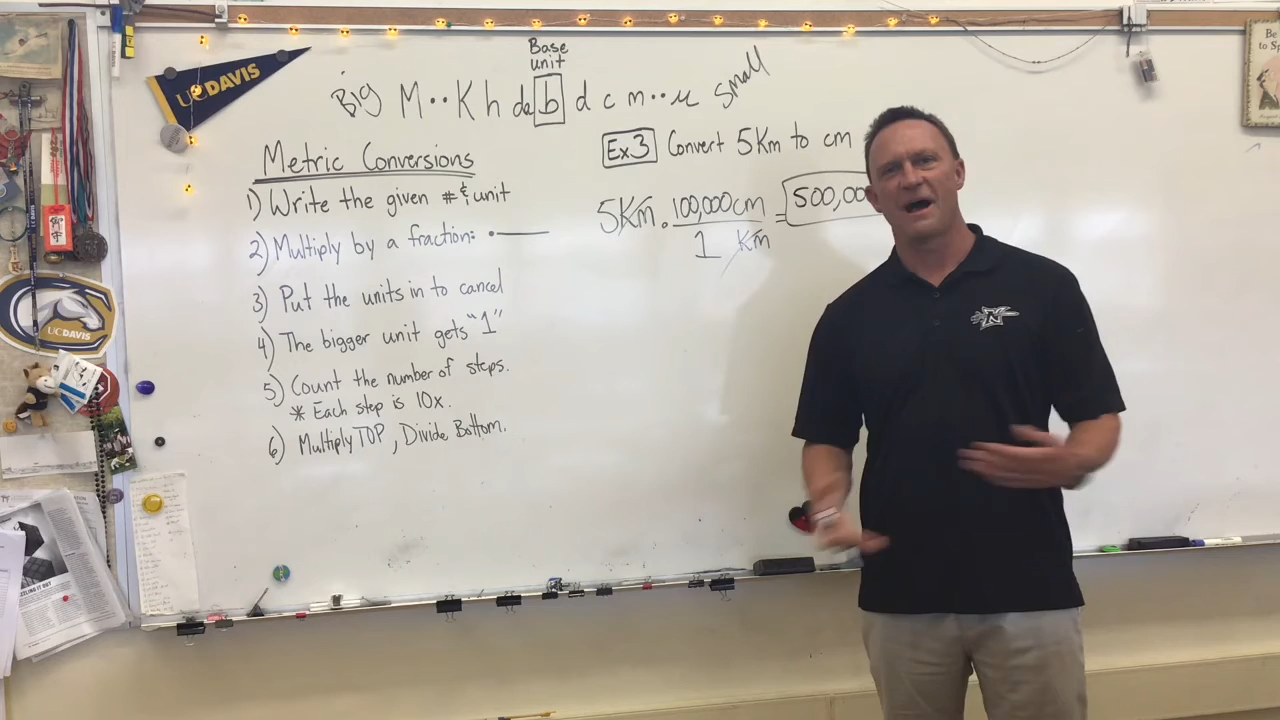 Base
unit
Big M••K h da b d c m••μ small
UC DAVIS
Be
to Sp
Ex3 Convert 5Km to cm
Metric Conversions
1) Write the given # & unit
5Km • 100,000cm = 500,00
1 Km
2) Multiply by a fraction: •
3) Put the units in to cancel
4) The bigger unit gets "1"
5) Count the number of steps.
* Each step is 10x.
6) Multiply TOP, Divide Bottom.
UC DAVIS
N